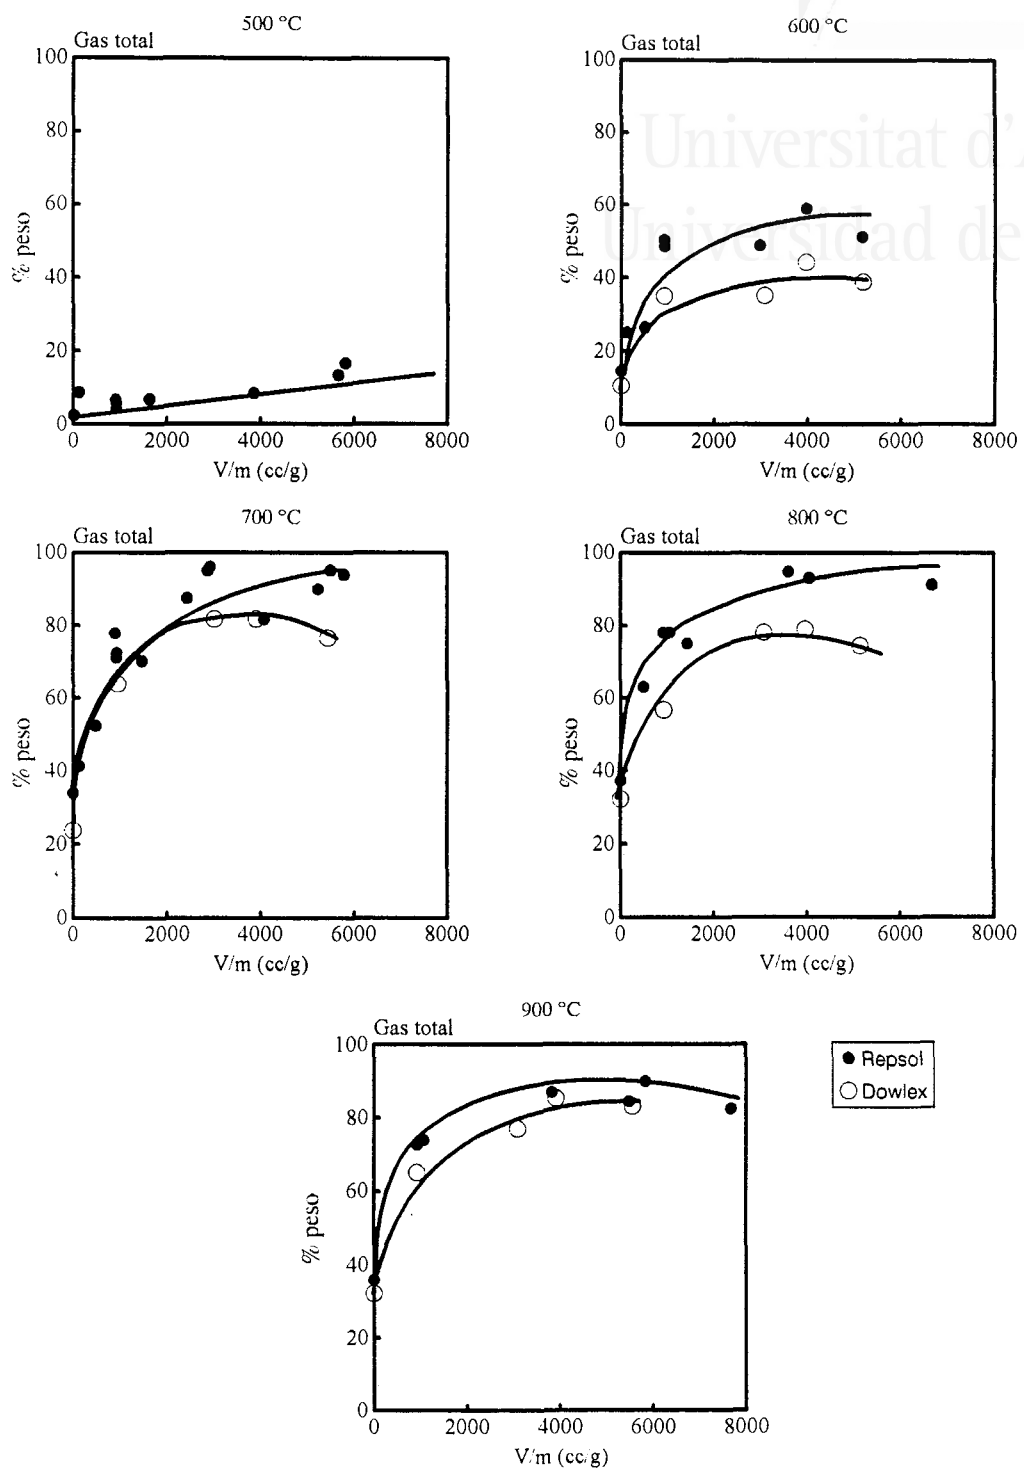 500 °C
Gas total
100
80
60
40
20
0
% peso
0 2000 4000 6000 8000
V/m (cc/g)
600 °C
Gas total
100
80
60
40
20
0
% peso
0 2000 4000 6000 8000
V/m (cc/g)
Universitat d'A
Universidad de
700 °C
Gas total
100
80
60
40
20
0
% peso
0 2000 4000 6000 8000
V/m (cc/g)
800 °C
Gas total
100
80
60
40
20
0
% peso
0 2000 4000 6000 8000
V/m (cc/g)
900 °C
Gas total
100
80
60
40
20
0
% peso
0 2000 4000 6000 8000
V/m (cc/g)
Repsol
Dowlex